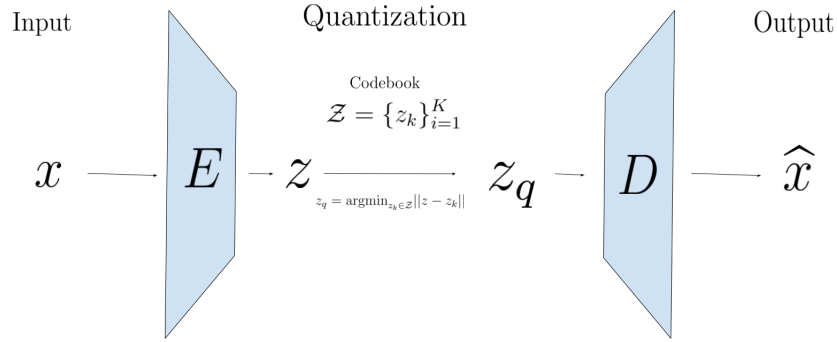 Input
Quantization
Output
Codebook
𝒵 = {z_k}_{i=1}^K
x
E
z
z_q
D
x̂
z_q = argmin_{z_k∈𝒵}||z − z_k||